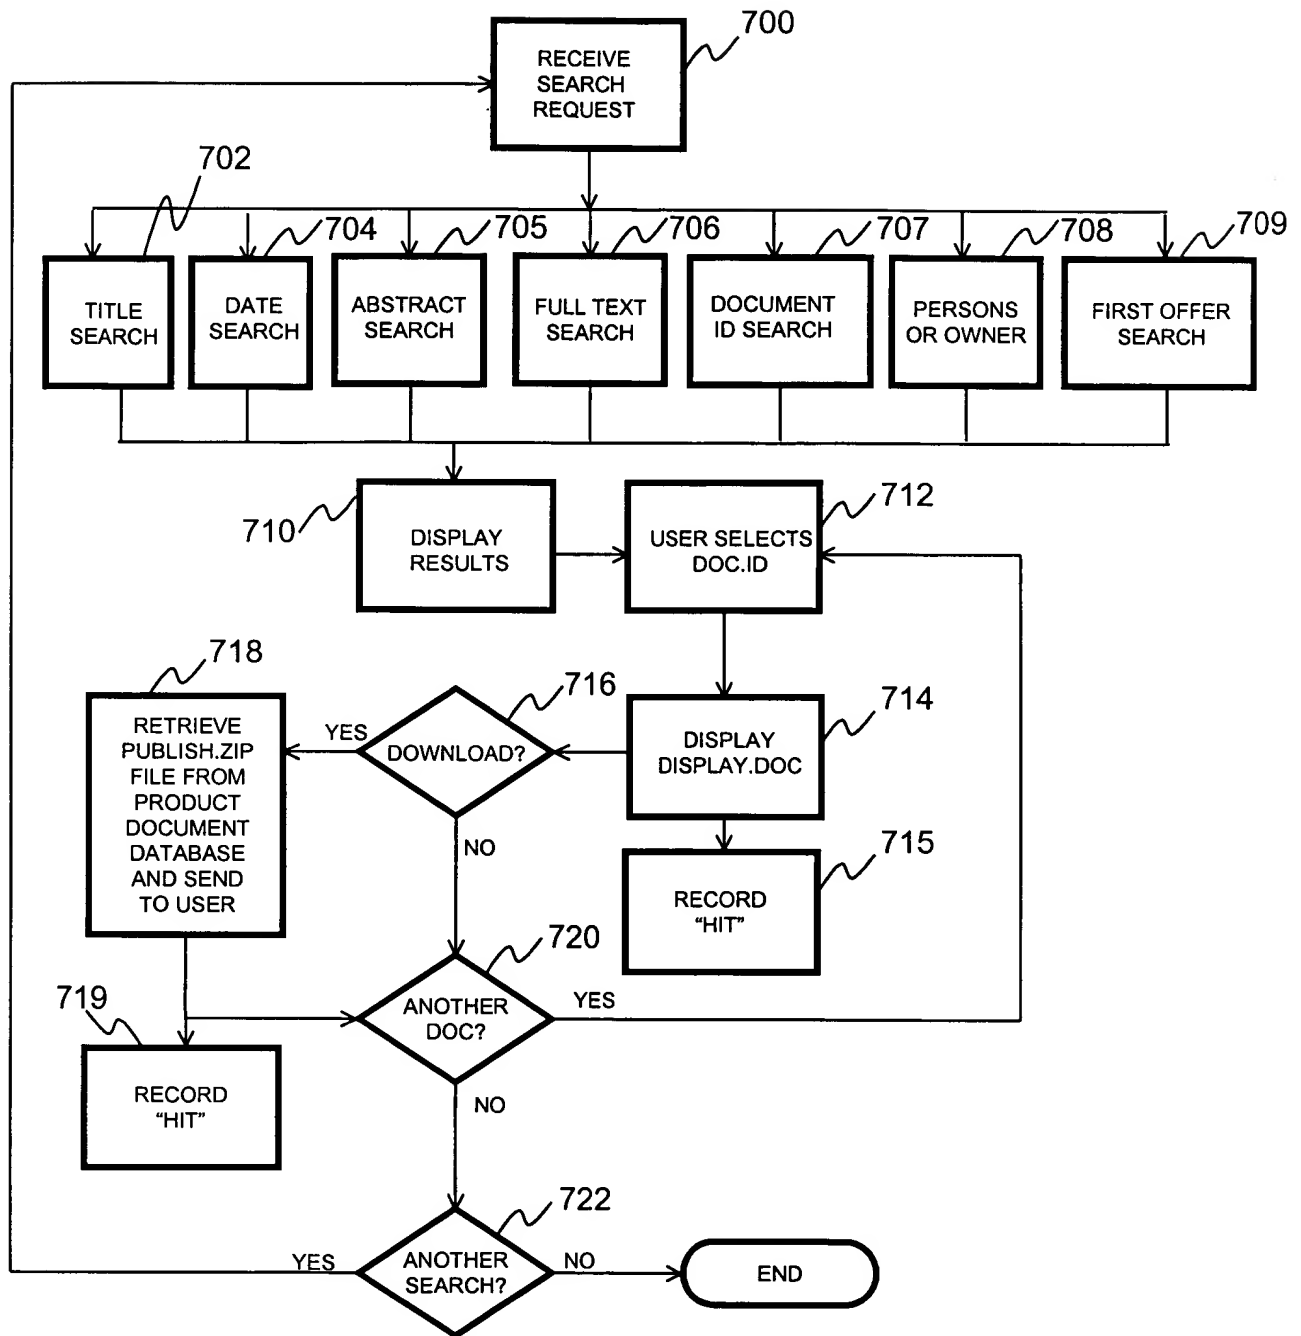 700
RECEIVE
SEARCH
REQUEST
702
704
705
706
707
708
709
TITLE
SEARCH
DATE
SEARCH
ABSTRACT
SEARCH
FULL TEXT
SEARCH
DOCUMENT
ID SEARCH
PERSONS
OR OWNER
FIRST OFFER
SEARCH
710
DISPLAY
RESULTS
712
USER SELECTS
DOC.ID
718
RETRIEVE
PUBLISH.ZIP
FILE FROM
PRODUCT
DOCUMENT
DATABASE
AND SEND
TO USER
YES
716
DOWNLOAD?
NO
714
DISPLAY
DISPLAY.DOC
715
RECORD
“HIT”
719
RECORD
“HIT”
720
ANOTHER
DOC?
YES
NO
722
YES
ANOTHER
SEARCH?
NO
END